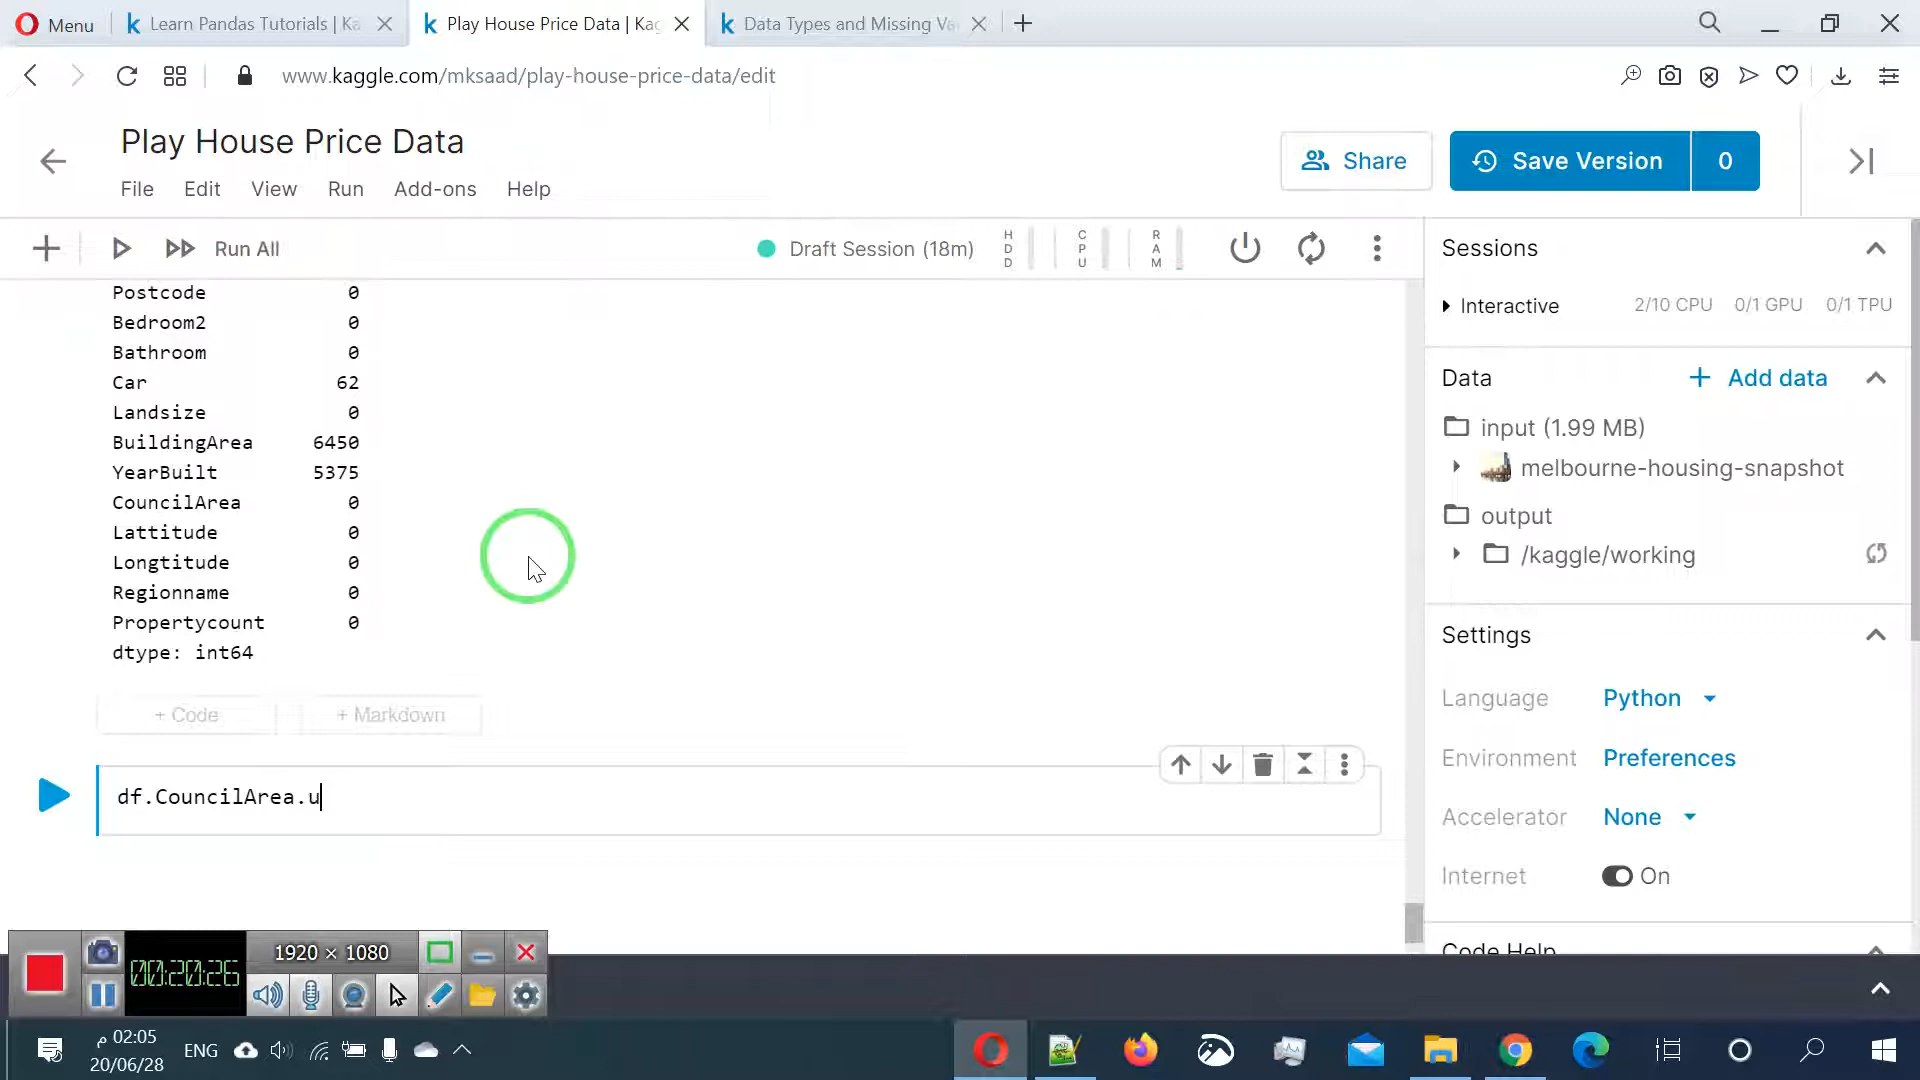 Menu
Learn Pandas Tutorials | Ka
Play House Price Data | Kag
Data Types and Missing Va
www.kaggle.com/mksaad/play-house-price-data/edit
Play House Price Data
File Edit View Run Add-ons Help
Share
Save Version 0
Run All
Draft Session (18m)
HDD
CPU
RAM
Postcode 0
Bedroom2 0
Bathroom 0
Car 62
Landsize 0
BuildingArea 6450
YearBuilt 5375
CouncilArea 0
Lattitude 0
Longtitude 0
Regionname 0
Propertycount 0
dtype: int64
+ Code + Markdown
df.CouncilArea.u
Sessions
Interactive 2/10 CPU 0/1 GPU 0/1 TPU
Data + Add data
input (1.99 MB)
melbourne-housing-snapshot
output
/kaggle/working
Settings
Language Python
Environment Preferences
Accelerator None
Internet On
Code Help
1920 × 1080
00:20:26
02:05 م
20/06/28
ENG